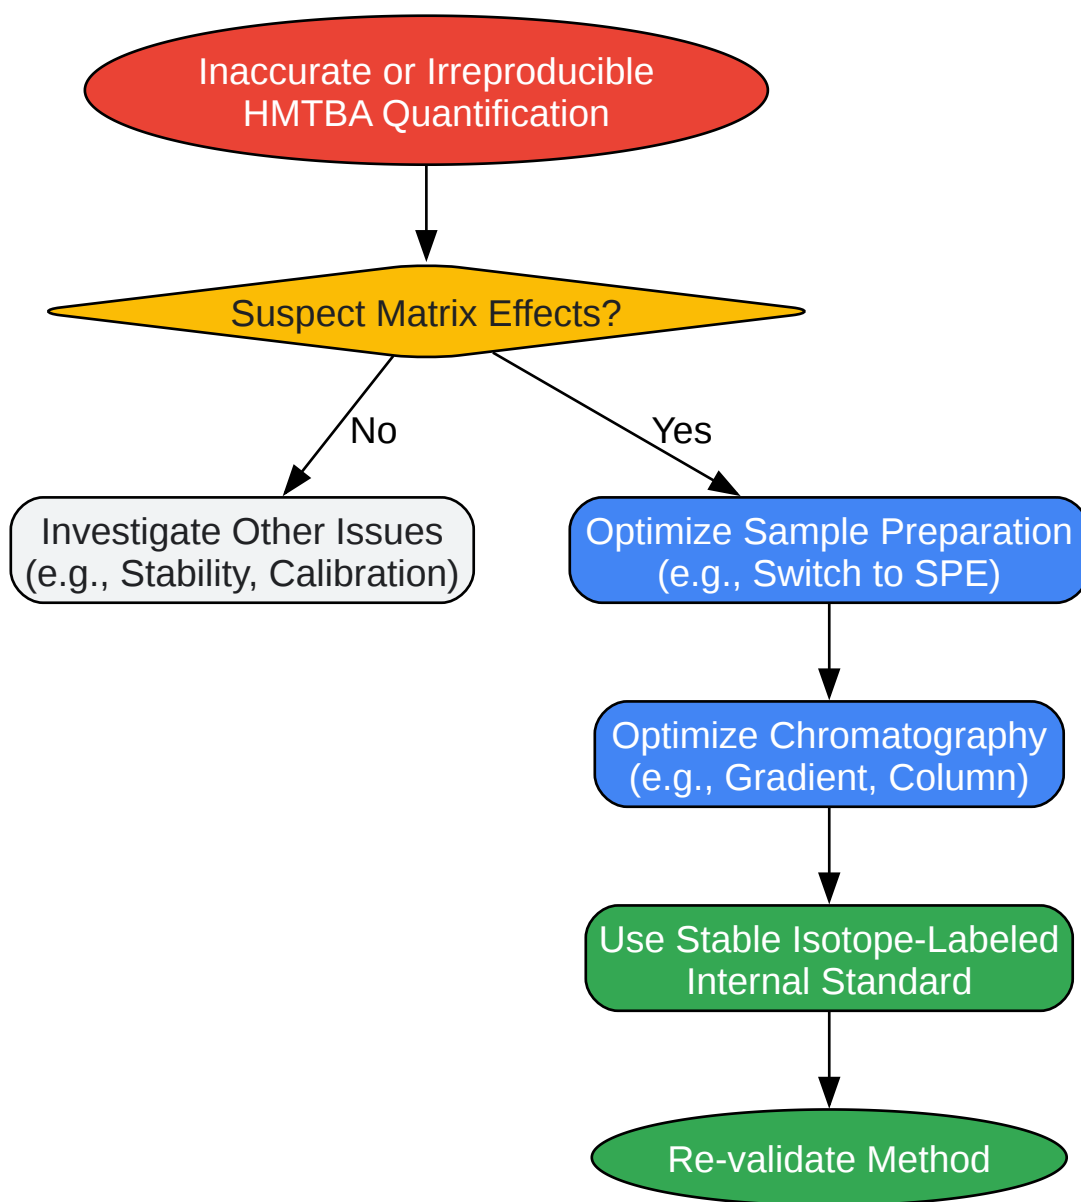 Inaccurate or Irreproducible
HMTBA Quantification
Suspect Matrix Effects?
No
Yes
Investigate Other Issues
(e.g., Stability, Calibration)
Optimize Sample Preparation
(e.g., Switch to SPE)
Optimize Chromatography
(e.g., Gradient, Column)
Use Stable Isotope-Labeled
Internal Standard
Re-validate Method